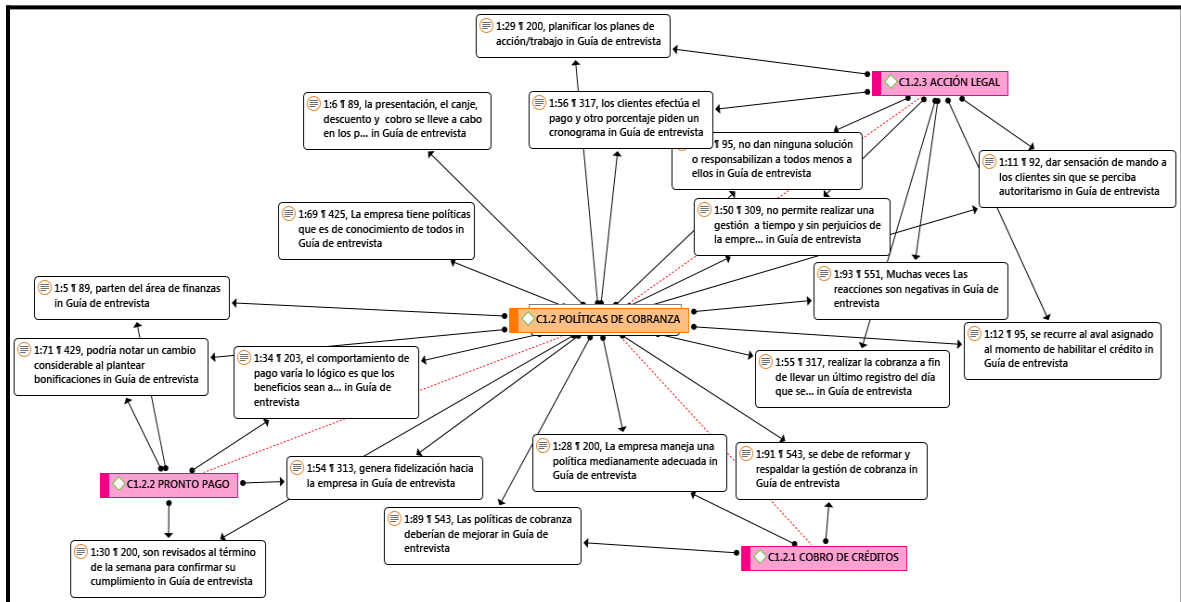 1:29 ¶ 200, planificar los planes de
acción/trabajo in Guía de entrevista
C1.2.3 ACCIÓN LEGAL
1:6 ¶ 89, la presentación, el canje,
descuento y cobro se lleve a cabo
en los p... in Guía de entrevista
1:56 ¶ 317, los clientes efectúa el
pago y otro porcentaje piden un
cronograma in Guía de entrevista
¶ 95, no dan ninguna solución
o responsabilizan a todos menos a
ellos in Guía de entrevista
1:11 ¶ 92, dar sensación de mando a
los clientes sin que se perciba
autoritarismo in Guía de entrevista
1:69 ¶ 425, La empresa tiene políticas
que es de conocimiento de todos in
Guía de entrevista
1:50 ¶ 309, no permite realizar una
gestión a tiempo y sin perjuicios de
la empre... in Guía de entrevista
1:5 ¶ 89, parten del área de finanzas
in Guía de entrevista
1:93 ¶ 551, Muchas veces Las
reacciones son negativas in Guía de
entrevista
C1.2 POLÍTICAS DE COBRANZA
1:71 ¶ 429, podría notar un cambio
considerable al plantear
bonificaciones in Guía de entrevista
1:34 ¶ 203, el comportamiento de
pago varía lo lógico es que los
beneficios sean a... in Guía de
entrevista
1:55 ¶ 317, realizar la cobranza a fin
de llevar un último registro del día
que se... in Guía de entrevista
1:12 ¶ 95, se recurre al aval asignado
al momento de habilitar el crédito in
Guía de entrevista
1:28 ¶ 200, La empresa maneja una
política medianamente adecuada in
Guía de entrevista
1:91 ¶ 543, se debe de reformar y
respaldar la gestión de cobranza in
Guía de entrevista
C1.2.2 PRONTO PAGO
1:54 ¶ 313, genera fidelización hacia
la empresa in Guía de entrevista
1:89 ¶ 543, Las políticas de cobranza
deberían de mejorar in Guía de
entrevista
1:30 ¶ 200, son revisados al término
de la semana para confirmar su
cumplimiento in Guía de entrevista
C1.2.1 COBRO DE CRÉDITOS